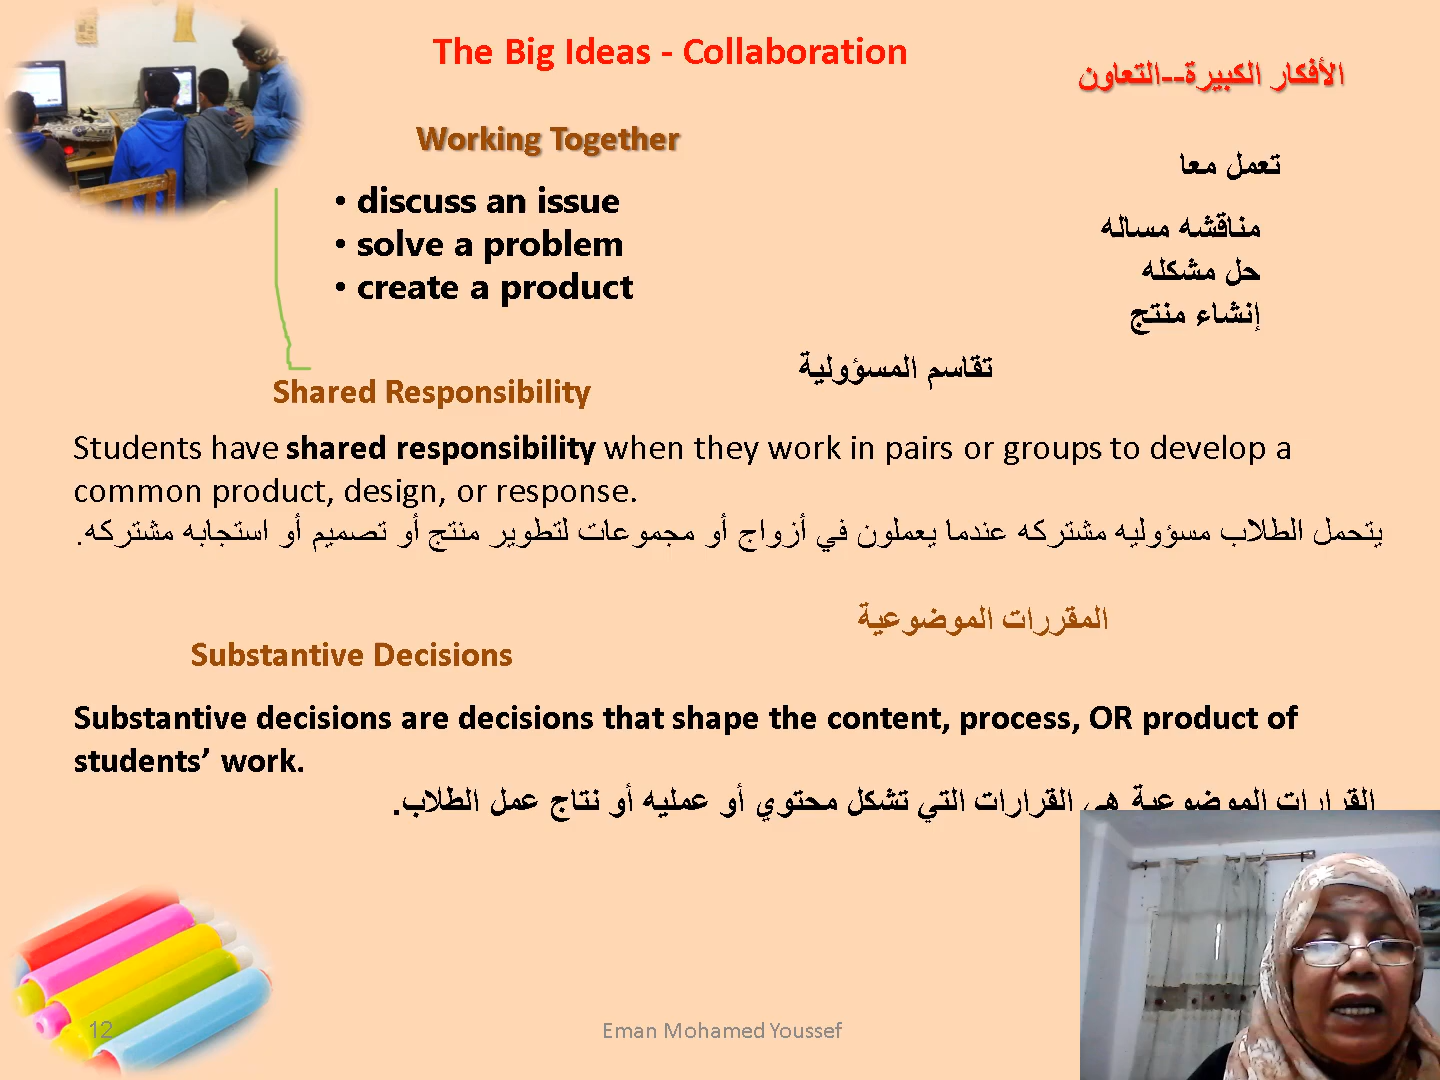 The Big Ideas - Collaboration
الأفكار الكبيرة--التعاون
Working Together
تعمل معا
• discuss an issue
• solve a problem
• create a product
مناقشه مساله
حل مشكله
إنشاء منتج
تقاسم المسؤولية
Shared Responsibility
Students have shared responsibility when they work in pairs or groups to develop a
common product, design, or response.
يتحمل الطلاب مسؤوليه مشتركه عندما يعملون في أزواج أو مجموعات لتطوير منتج أو تصميم أو استجابه مشتركه.
المقررات الموضوعية
Substantive Decisions
Substantive decisions are decisions that shape the content, process, OR product of
students’ work.
القرارات الموضوعية هي القرارات التي تشكل محتوي أو عمليه أو نتاج عمل الطلاب.
12
Eman Mohamed Youssef